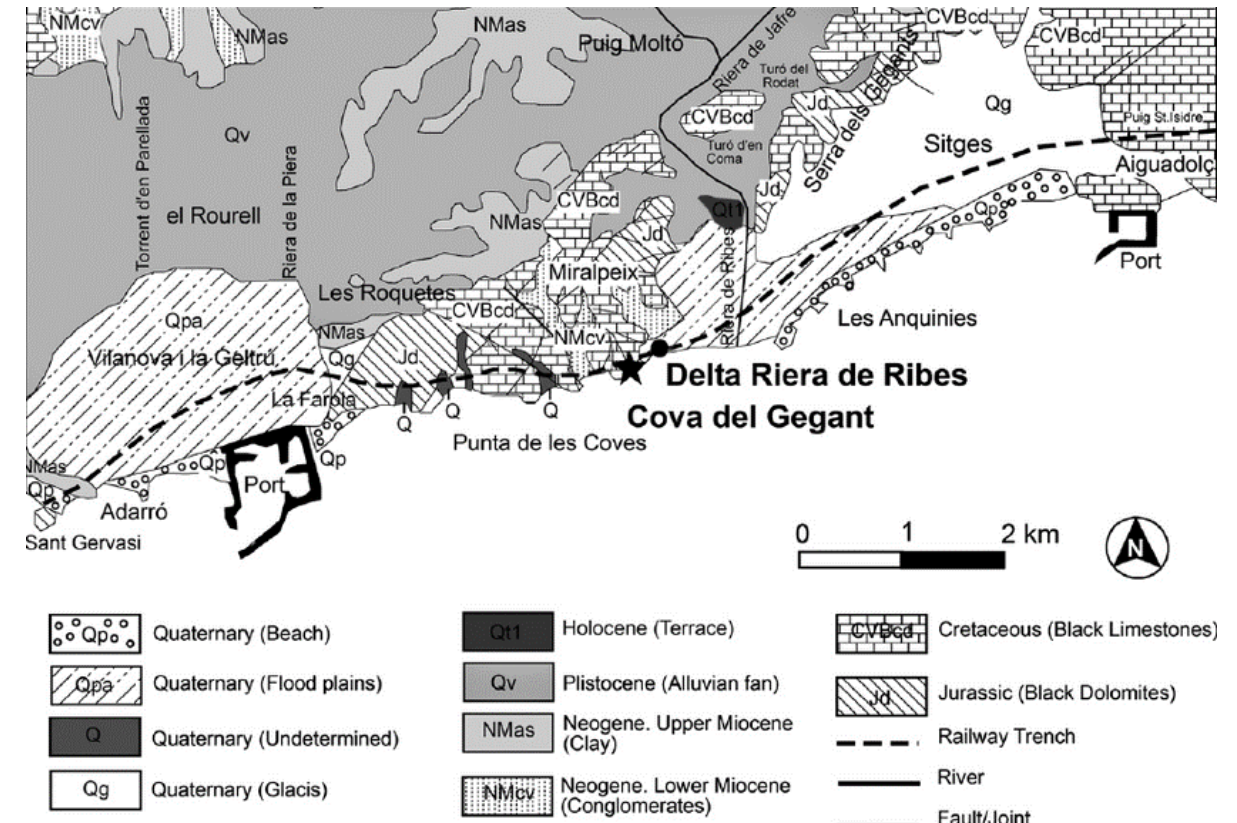 NMcv
NMas
NMas
Puig Moltó
Riera de Jafre
CVBcd
CVBcd
Turó del
Rodat
Jd
Serra dels Gegants
Qg
CVBcd
Puig St.Isidre
Torrent d'en Parellada
Qv
Riera de la Piera
Turó d'en
Coma
Sitges
Aiguadolç
el Rourell
NMas
CVBcd
Jd
Qt1
Jd
Qp
Port
Miralpeix
Riera de Ribes
Les Roquetes
CVBcd
Qpa
NMas
NMcv
Les Anquinies
Vilanova i la Geltrú
Qg
Jd
Delta Riera de Ribes
La Farola
Q
Q
Q
Cova del Gegant
Punta de les Coves
NMas
Qp
Qp
Qp
Port
Adarró
Sant Gervasi
0 1 2 km
N
Qp Quaternary (Beach)
Qpa Quaternary (Flood plains)
Q Quaternary (Undetermined)
Qg Quaternary (Glacis)
Qt1 Holocene (Terrace)
Qv Plistocene (Alluvian fan)
NMas Neogene. Upper Miocene
(Clay)
NMcv Neogene. Lower Miocene
(Conglomerates)
CVBcd Cretaceous (Black Limestones)
Jd Jurassic (Black Dolomites)
Railway Trench
River
Fault/Joint